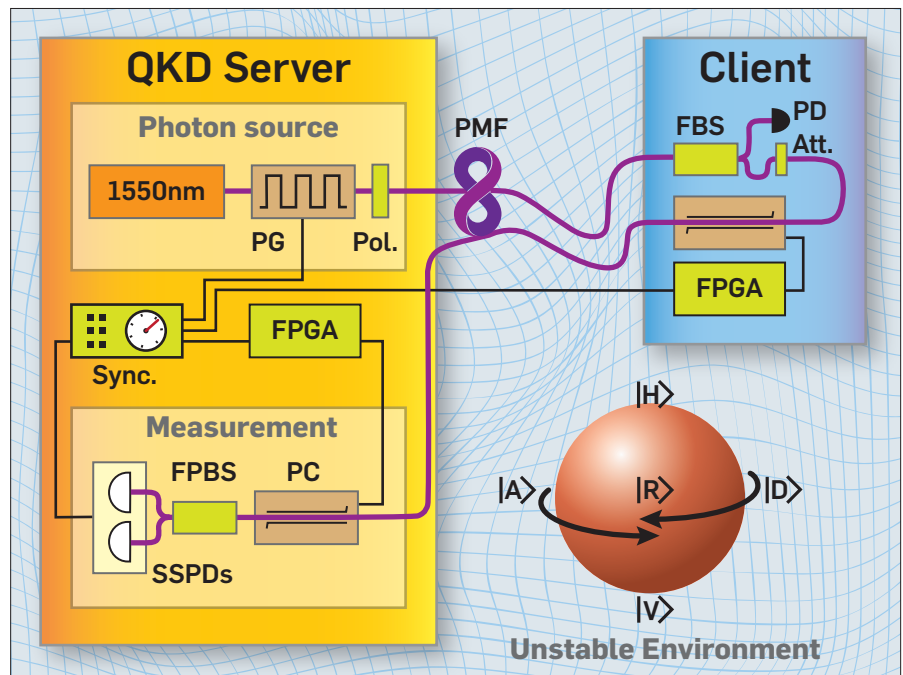 QKD Server
Photon source
1550nm
PG
Pol.
PMF
Client
FBS
PD
Att.
FPGA
Sync.
FPGA
Measurement
FPBS
PC
SSPDs
|H>
|A>
|R>
|D>
|V>
Unstable Environment